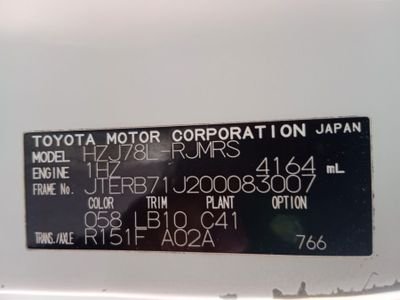 TOYOTA MOTOR CORPORATION JAPAN
MODEL HZJ78L-RJMRS
ENGINE 1HZ 4164 mL
FRAME No. JTERB71J200083007
COLOR TRIM PLANT OPTION
058 LB10 C41
TRANS./AXLE R151F A02A 766